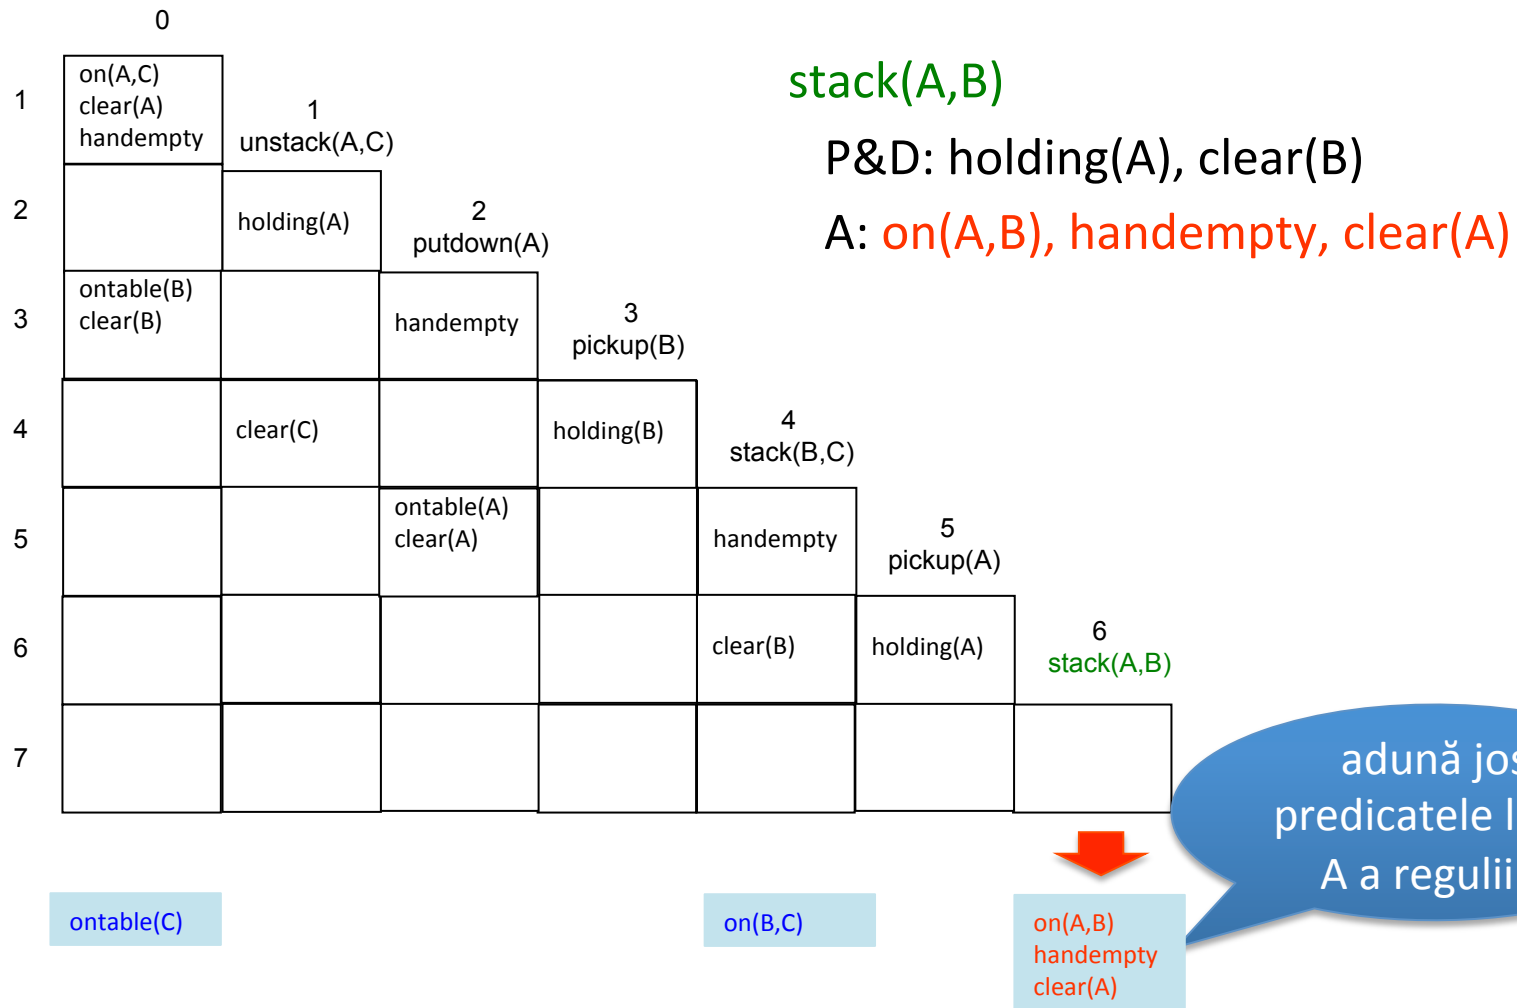 0
stack(A,B)
P&D: holding(A), clear(B)
A: on(A,B), handempty, clear(A)
1
on(A,C)
clear(A)
handempty
1
unstack(A,C)
2
holding(A)
2
putdown(A)
3
ontable(B)
clear(B)
handempty
3
pickup(B)
4
clear(C)
holding(B)
4
stack(B,C)
5
ontable(A)
clear(A)
handempty
5
pickup(A)
6
clear(B)
holding(A)
6
stack(A,B)
7
adună jos
predicatele l
A a regulii
ontable(C)
on(B,C)
on(A,B)
handempty
clear(A)